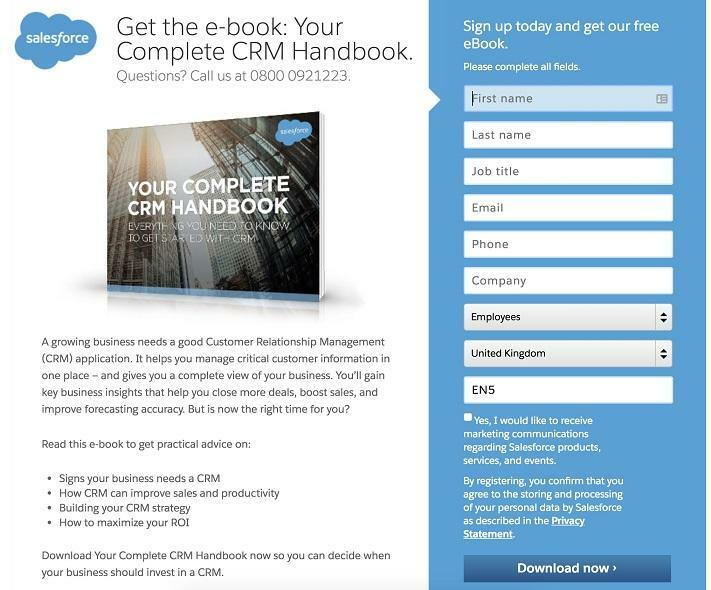 salesforce
Get the e-book: Your
Complete CRM Handbook.
Questions? Call us at 0800 0921223.
salesforce
YOUR COMPLETE
CRM HANDBOOK
EVERYTHING YOU NEED TO KNOW
TO GET STARTED WITH CRM
A growing business needs a good Customer Relationship Management
(CRM) application. It helps you manage critical customer information in
one place – and gives you a complete view of your business. You’ll gain
key business insights that help you close more deals, boost sales, and
improve forecasting accuracy. But is now the right time for you?
Read this e-book to get practical advice on:
• Signs your business needs a CRM
• How CRM can improve sales and productivity
• Building your CRM strategy
• How to maximize your ROI
Download Your Complete CRM Handbook now so you can decide when
your business should invest in a CRM.
Sign up today and get our free
eBook.
Please complete all fields.
First name
Last name
Job title
Email
Phone
Company
Employees
United Kingdom
EN5
Yes, I would like to receive
marketing communications
regarding Salesforce products,
services, and events.
By registering, you confirm that you
agree to the storing and processing
of your personal data by Salesforce
as described in the Privacy
Statement.
Download now ›